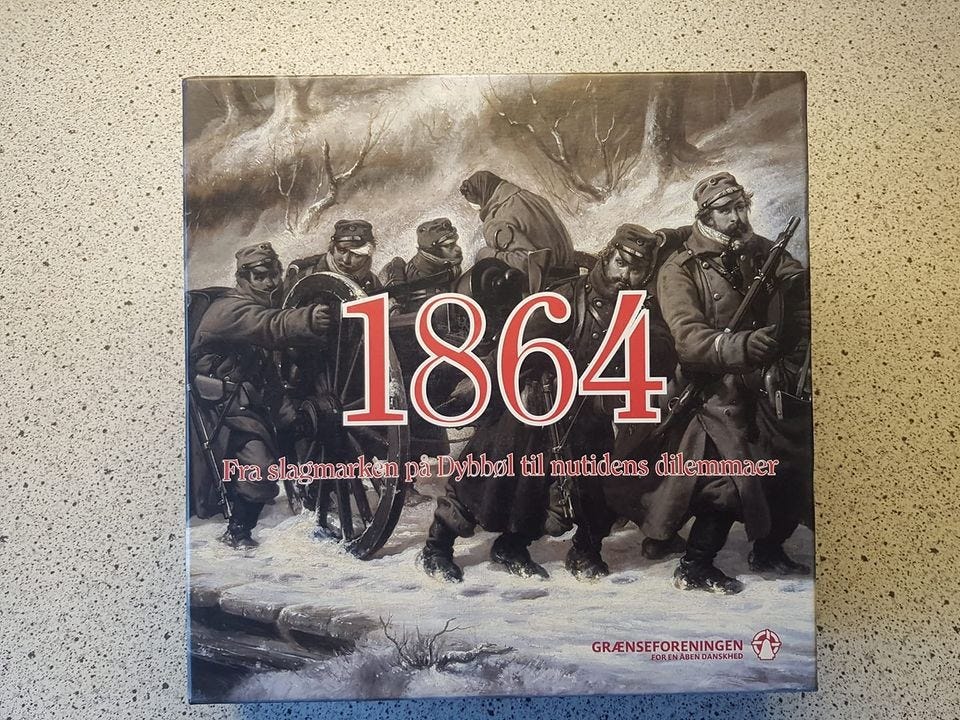 1864
Fra slagmarken på Dybbøl til nutidens dilemmaer
GRÆNSEFORENINGEN
FOR EN ÅBEN DANSKHED